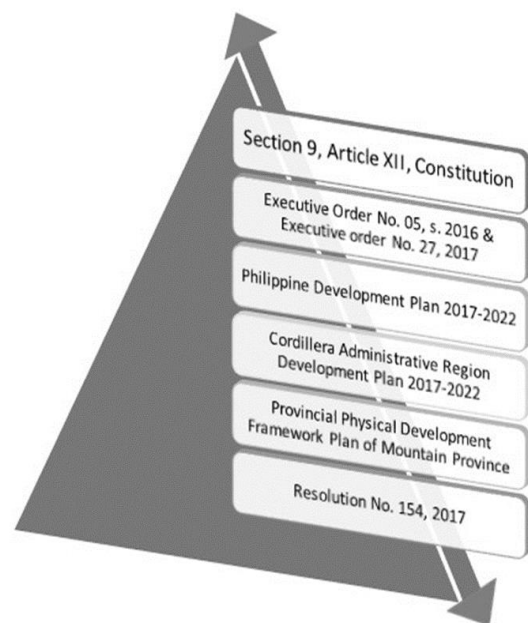 Section 9, Article XII, Constitution
Executive Order No. 05, s. 2016 &
Executive order No. 27, 2017
Philippine Development Plan 2017-2022
Cordillera Administrative Region
Development Plan 2017-2022
Provincial Physical Development
Framework Plan of Mountain Province
Resolution No. 154, 2017